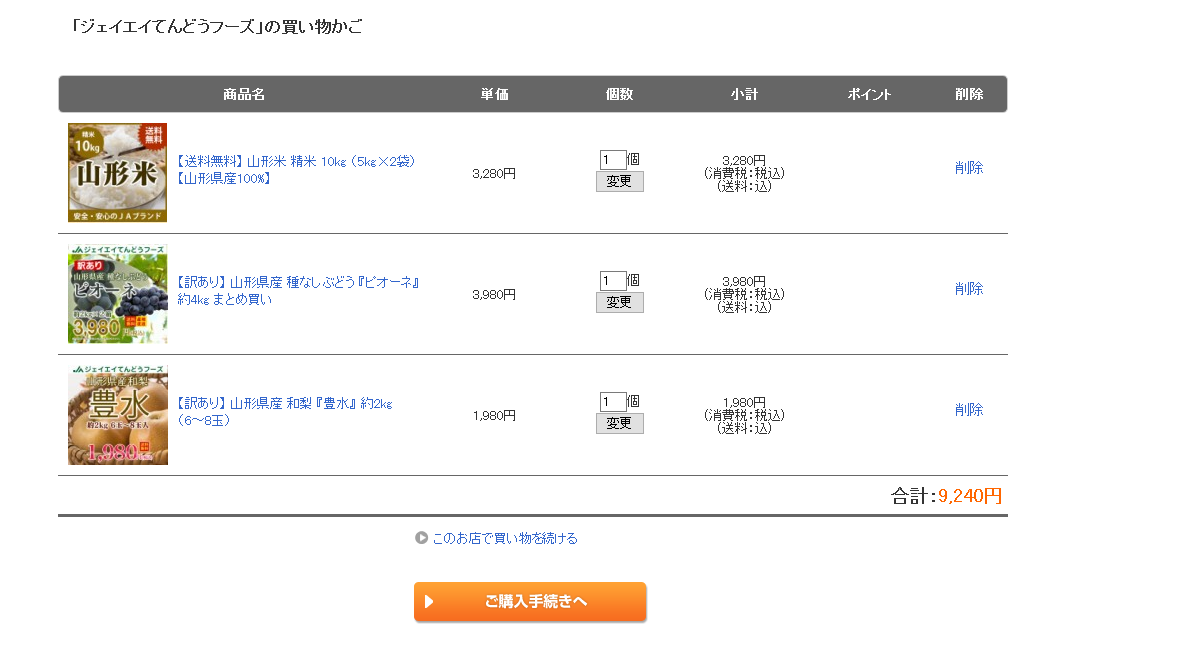 「ジェイエイてんどうフーズ」の買い物かご
商品名 単価 個数 小計 ポイント 削除
精米
10kg
送料
無料
山形米
安全・安心のJAブランド
【送料無料】 山形米 精米 10kg （5kg×2袋）
【山形県産100%】
3,280円
1 個
変更
3,280円
（消費税：税込）
（送料：込）
削除
JAジェイエイてんどうフーズ
訳あり
山形県産 種なしぶどう
ピオーネ
約2kg×2箱
3,980円
【訳あり】 山形県産 種なしぶどう 『ピオーネ』
約4kg まとめ買い
3,980円
1 個
変更
3,980円
（消費税：税込）
（送料：込）
削除
JAジェイエイてんどうフーズ
山形県産和梨
豊水
約2kg 6玉～8玉入
1,980円
【訳あり】 山形県産 和梨 『豊水』 約2kg
（6～8玉）
1,980円
1 個
変更
1,980円
（消費税：税込）
（送料：込）
削除
合計：9,240円
このお店で買い物を続ける
ご購入手続きへ